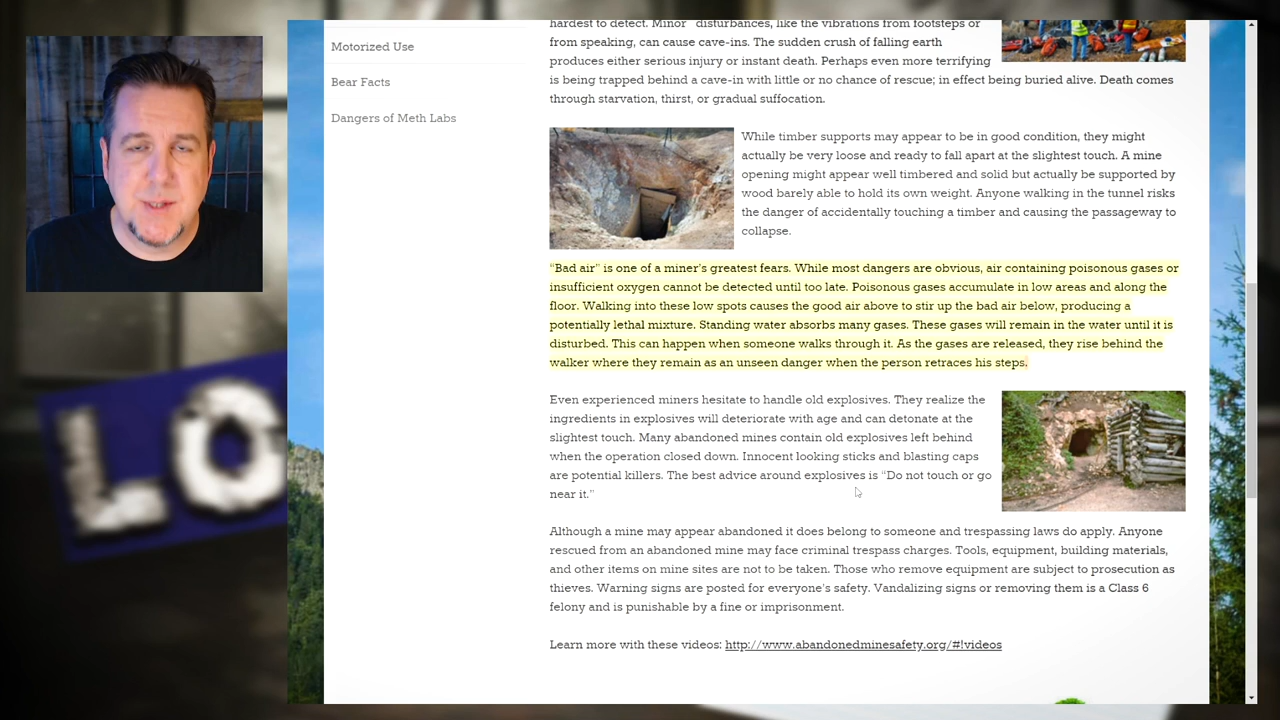 Motorized Use
Bear Facts
Dangers of Meth Labs
hardest to detect. Minor disturbances, like the vibrations from footsteps or
from speaking, can cause cave-ins. The sudden crush of falling earth
produces either serious injury or instant death. Perhaps even more terrifying
is being trapped behind a cave-in with little or no chance of rescue; in effect being buried alive. Death comes
through starvation, thirst, or gradual suffocation.
While timber supports may appear to be in good condition, they might
actually be very loose and ready to fall apart at the slightest touch. A mine
opening might appear well timbered and solid but actually be supported by
wood barely able to hold its own weight. Anyone walking in the tunnel risks
the danger of accidentally touching a timber and causing the passageway to
collapse.
“Bad air” is one of a miner’s greatest fears. While most dangers are obvious, air containing poisonous gases or
insufficient oxygen cannot be detected until too late. Poisonous gases accumulate in low areas and along the
floor. Walking into these low spots causes the good air above to stir up the bad air below, producing a
potentially lethal mixture. Standing water absorbs many gases. These gases will remain in the water until it is
disturbed. This can happen when someone walks through it. As the gases are released, they rise behind the
walker where they remain as an unseen danger when the person retraces his steps.
Even experienced miners hesitate to handle old explosives. They realize the
ingredients in explosives will deteriorate with age and can detonate at the
slightest touch. Many abandoned mines contain old explosives left behind
when the operation closed down. Innocent looking sticks and blasting caps
are potential killers. The best advice around explosives is “Do not touch or go
near it.”
Although a mine may appear abandoned it does belong to someone and trespassing laws do apply. Anyone
rescued from an abandoned mine may face criminal trespass charges. Tools, equipment, building materials,
and other items on mine sites are not to be taken. Those who remove equipment are subject to prosecution as
thieves. Warning signs are posted for everyone’s safety. Vandalizing signs or removing them is a Class 6
felony and is punishable by a fine or imprisonment.
Learn more with these videos: http://www.abandonedminesafety.org/#!videos
LO